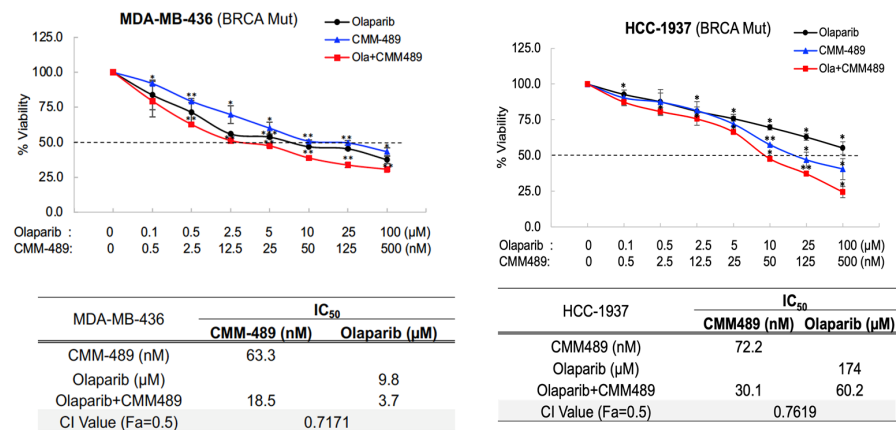 MDA-MB-436 (BRCA Mut)
Olaparib
CMM-489
Ola+CMM489
% Viability
125.0
100.0
75.0
50.0
25.0
0.0
Olaparib : 0 0.1 0.5 2.5 5 10 25 100 (μM)
CMM-489: 0 0.5 2.5 12.5 25 50 125 500 (nM)
MDA-MB-436 IC50
CMM-489 (nM) Olaparib (μM)
CMM-489 (nM) 63.3
Olaparib (μM) 9.8
Olaparib+CMM489 18.5 3.7
CI Value (Fa=0.5) 0.7171
HCC-1937 (BRCA Mut)
Olaparib
CMM-489
Ola+CMM489
% Viability
125.0
100.0
75.0
50.0
25.0
0.0
Olaparib : 0 0.1 0.5 2.5 5 10 25 100 (μM)
CMM489: 0 0.5 2.5 12.5 25 50 125 500 (nM)
HCC-1937 IC50
CMM489 (nM) Olaparib (μM)
CMM489 (nM) 72.2
Olaparib (μM) 174
Olaparib+CMM489 30.1 60.2
CI Value (Fa=0.5) 0.7619